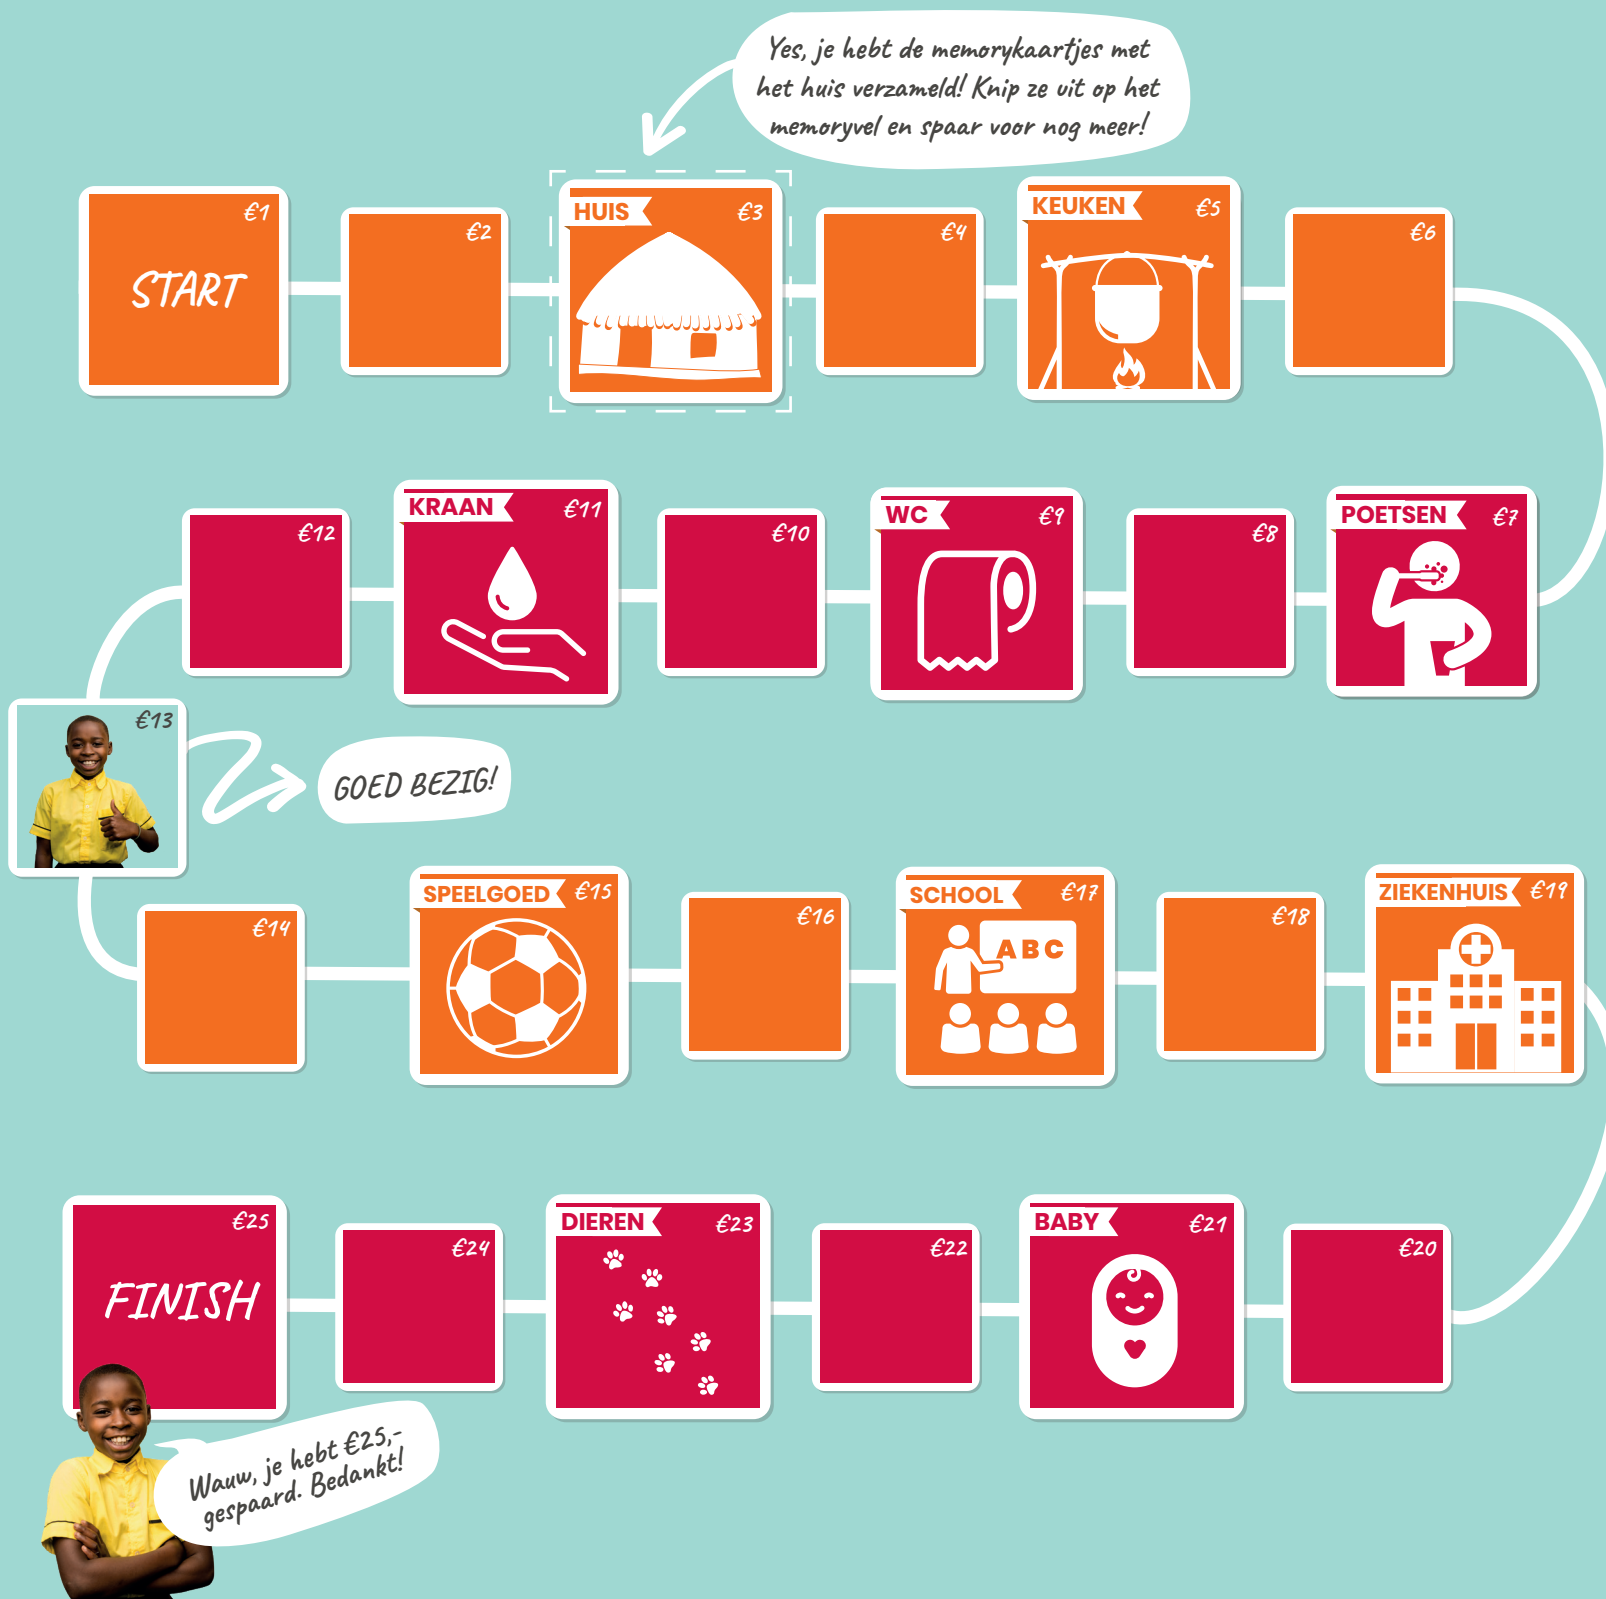 Yes, je hebt de memorykaartjes met
het huis verzameld! Knip ze uit op het
memoryvel en spaar voor nog meer!
€1
START
€2
HUIS €3
€4
KEUKEN €5
€6
POETSEN €7
€8
WC €9
€10
KRAAN €11
€12
€13
GOED BEZIG!
€14
SPEELGOED €15
€16
SCHOOL €17
ABC
€18
ZIEKENHUIS €19
€20
BABY €21
€22
DIEREN €23
€24
€25
FINISH
Wauw, je hebt €25,-
gespaard. Bedankt!